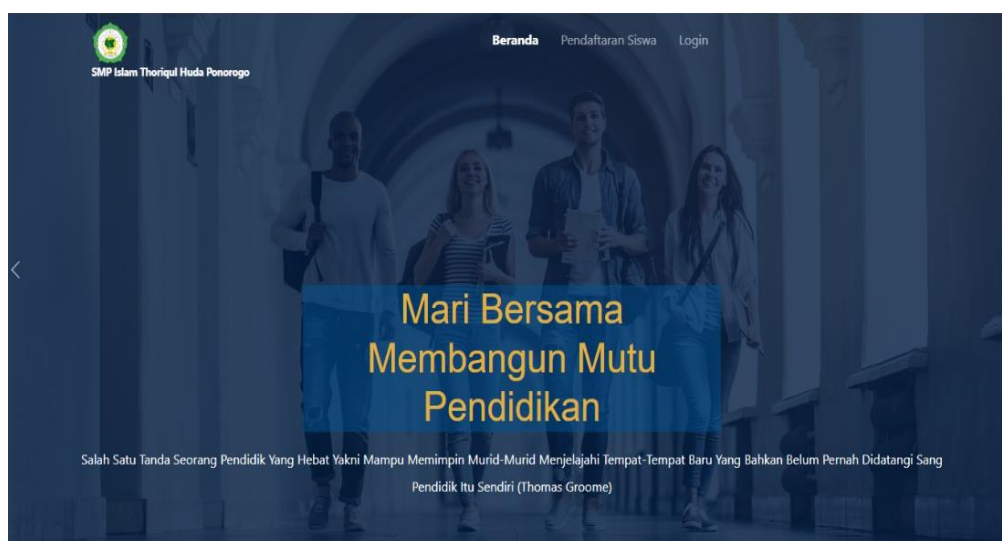 Beranda Pendaftaran Siswa Login
SMP Islam Thoriqul Huda Ponorogo
Mari Bersama
Membangun Mutu
Pendidikan
Salah Satu Tanda Seorang Pendidik Yang Hebat Yakni Mampu Memimpin Murid-Murid Menjelajahi Tempat-Tempat Baru Yang Bahkan Belum Pernah Didatangi Sang
Pendidik Itu Sendiri (Thomas Groome)